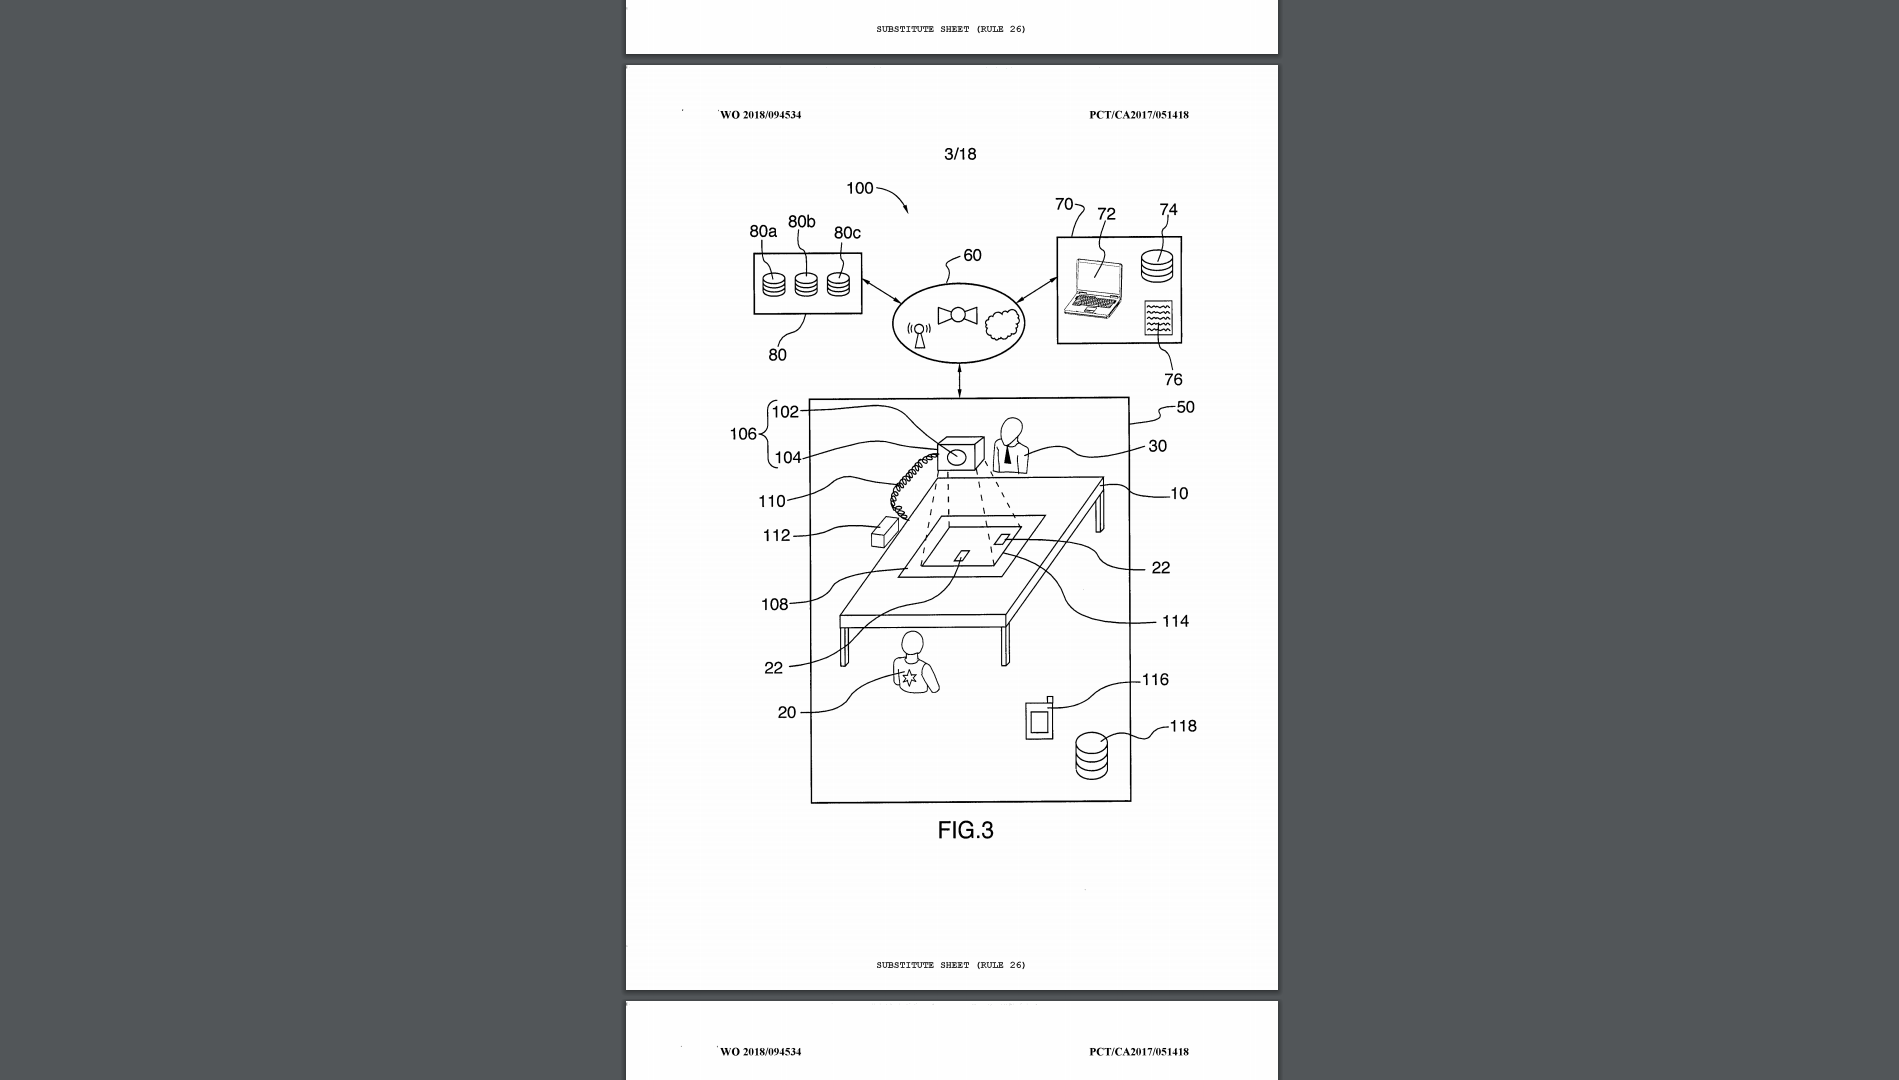 SUBSTITUTE SHEET (RULE 26)
WO 2018/094534 PCT/CA2017/051418
3/18
100
70
72
74
80a
80b
80c
60
80
76
50
106
102
104
30
110
10
112
22
108
114
22
20
116
118
FIG.3
SUBSTITUTE SHEET (RULE 26)
WO 2018/094534 PCT/CA2017/051418